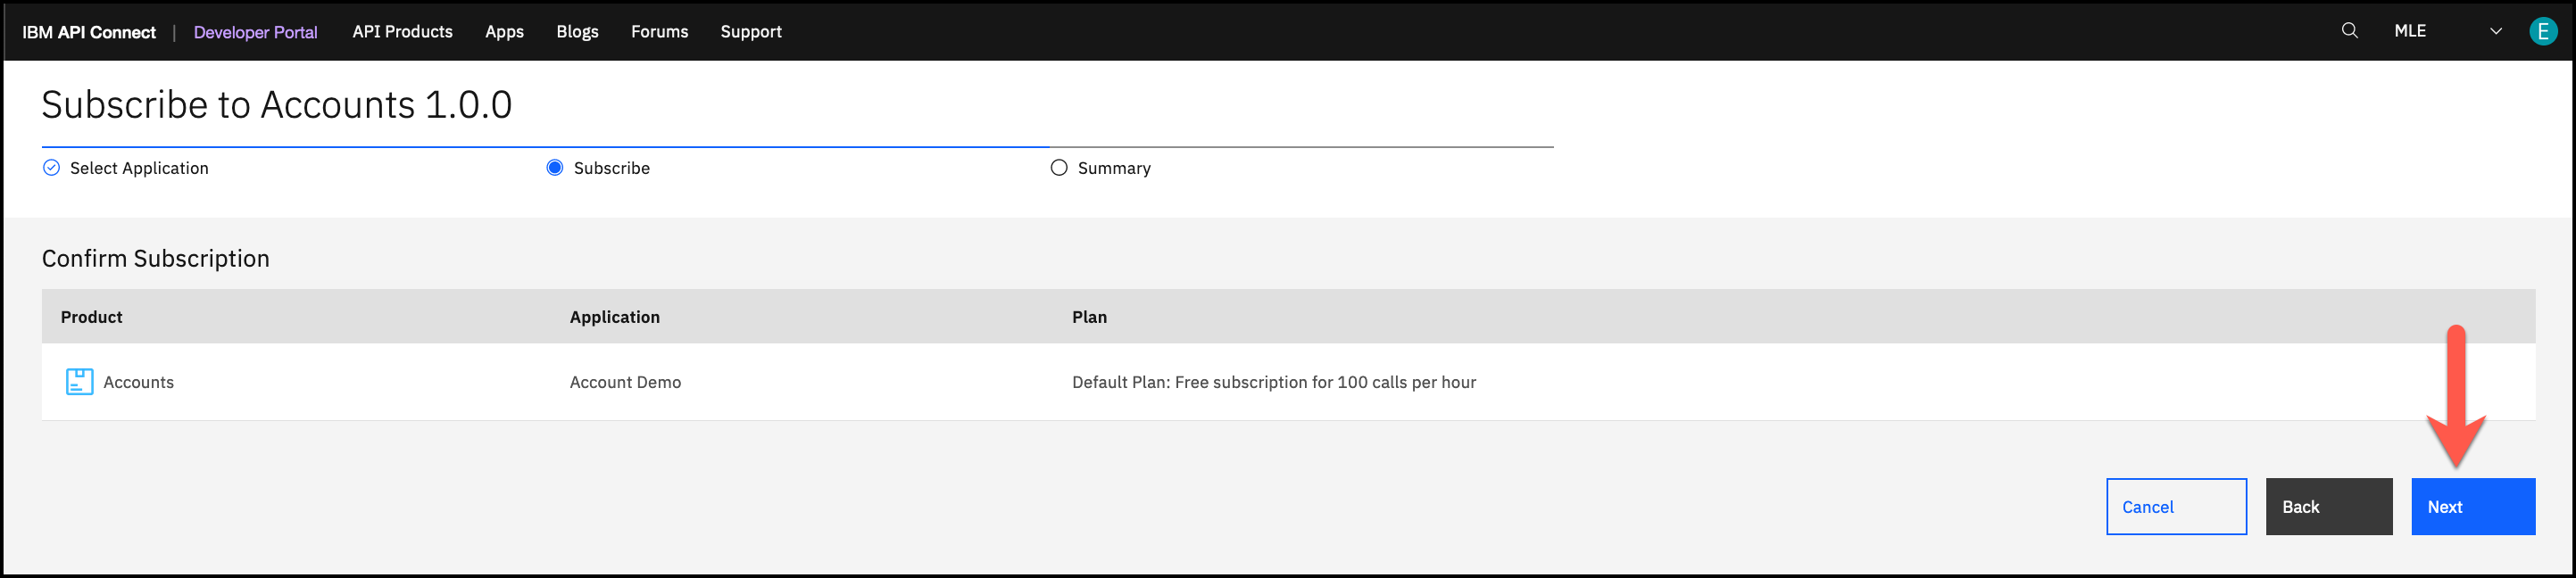 IBM API Connect | Developer Portal API Products Apps Blogs Forums Support MLE E
Subscribe to Accounts 1.0.0
Select Application Subscribe Summary
Confirm Subscription
Product Application Plan
Accounts Account Demo Default Plan: Free subscription for 100 calls per hour
Cancel Back Next